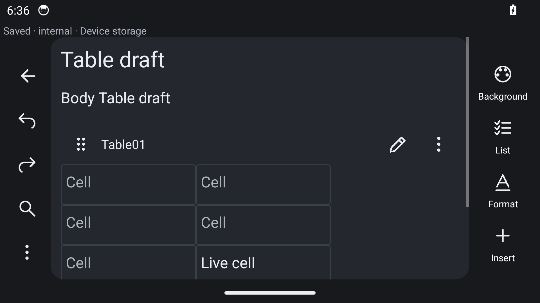 6:36
Saved · internal · Device storage
Table draft
Body Table draft
Table01
Cell Cell
Cell Cell
Cell Live cell
Background
List
Format
Insert